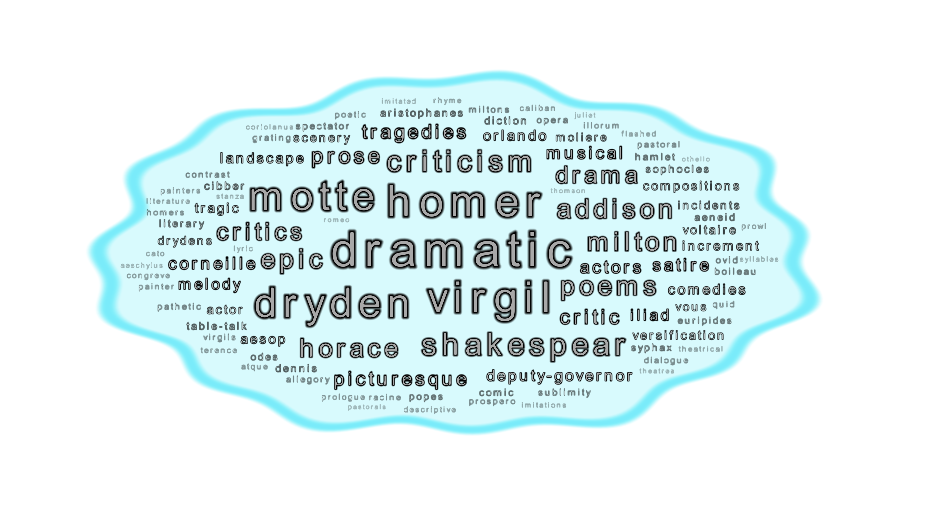 imitated rhyme
poetic aristophanes miltons caliban
diction opera juliet
coriolanus spectator tragedies orlando moliere illorum flashed
grating scenery pastoral
landscape prose criticism musical hamlet othello
contrast drama sophocles
painters cibber motte homer thomson compositions
literature stanza
homers tragic addison incidents
romeo aeneid
literary critics voltaire prowl
drydens dramatic milton increment
cato lyric
aeschylus corneille epic actors satire ovid syllables
congreve boileau
painter melody dryden virgil poems comedies
pathetic actor critic iliad vous quid
table-talk euripides
virgils aesop horace shakespear versification
terence syphax theatrical
odes dialogue
atque dennis theatres
allegory picturesque deputy-governor
prologue racine popes comic sublimity
prospero imitations
pastorals descriptive